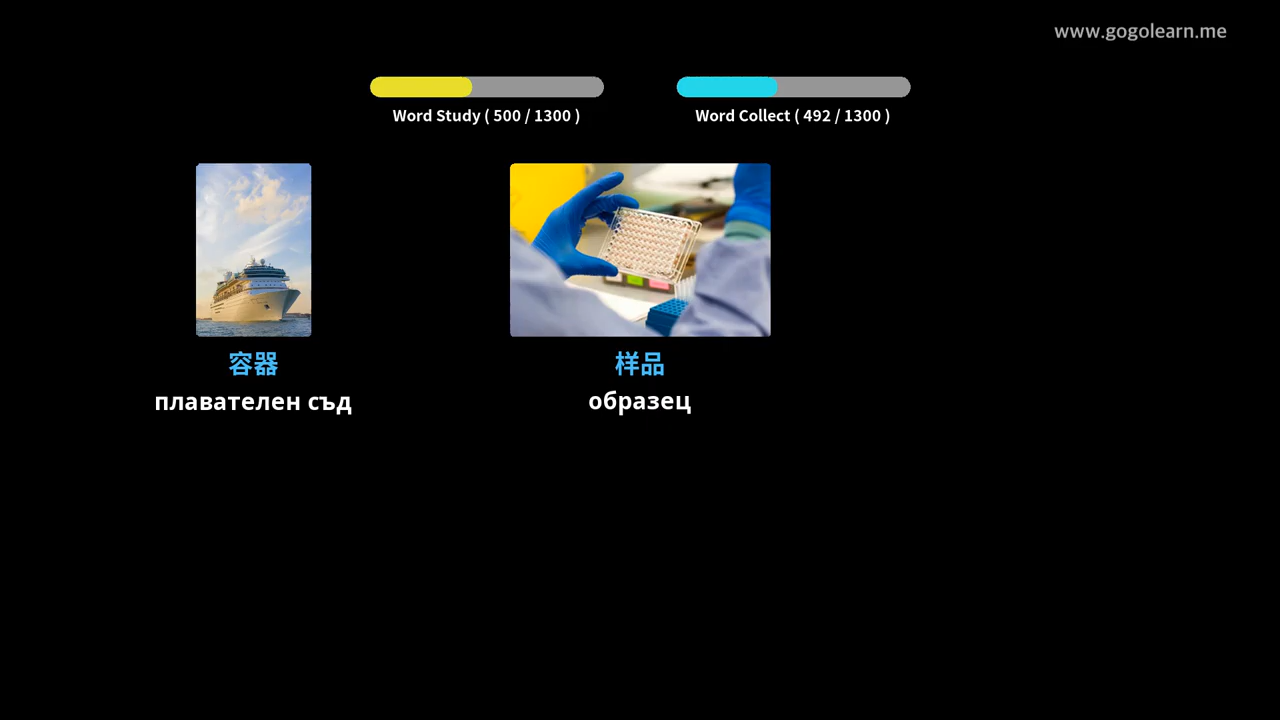 www.gogolearn.me
Word Study ( 500 / 1300 )
Word Collect ( 492 / 1300 )
容器
плавателен съд
样品
образец